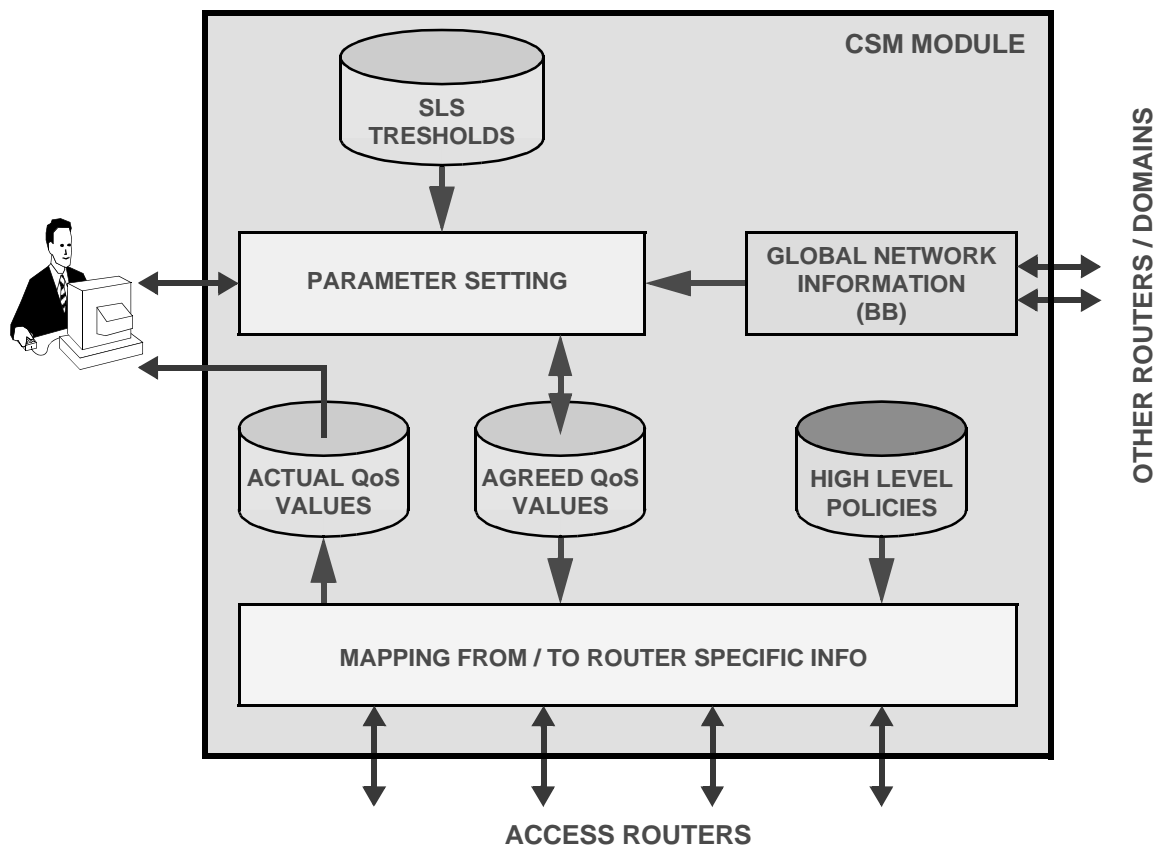 CSM MODULE
SLS
TRESHOLDS
PARAMETER SETTING
GLOBAL NETWORK
INFORMATION
(BB)
OTHER ROUTERS / DOMAINS
ACTUAL QoS
VALUES
AGREED QoS
VALUES
HIGH LEVEL
POLICIES
MAPPING FROM / TO ROUTER SPECIFIC INFO
ACCESS ROUTERS